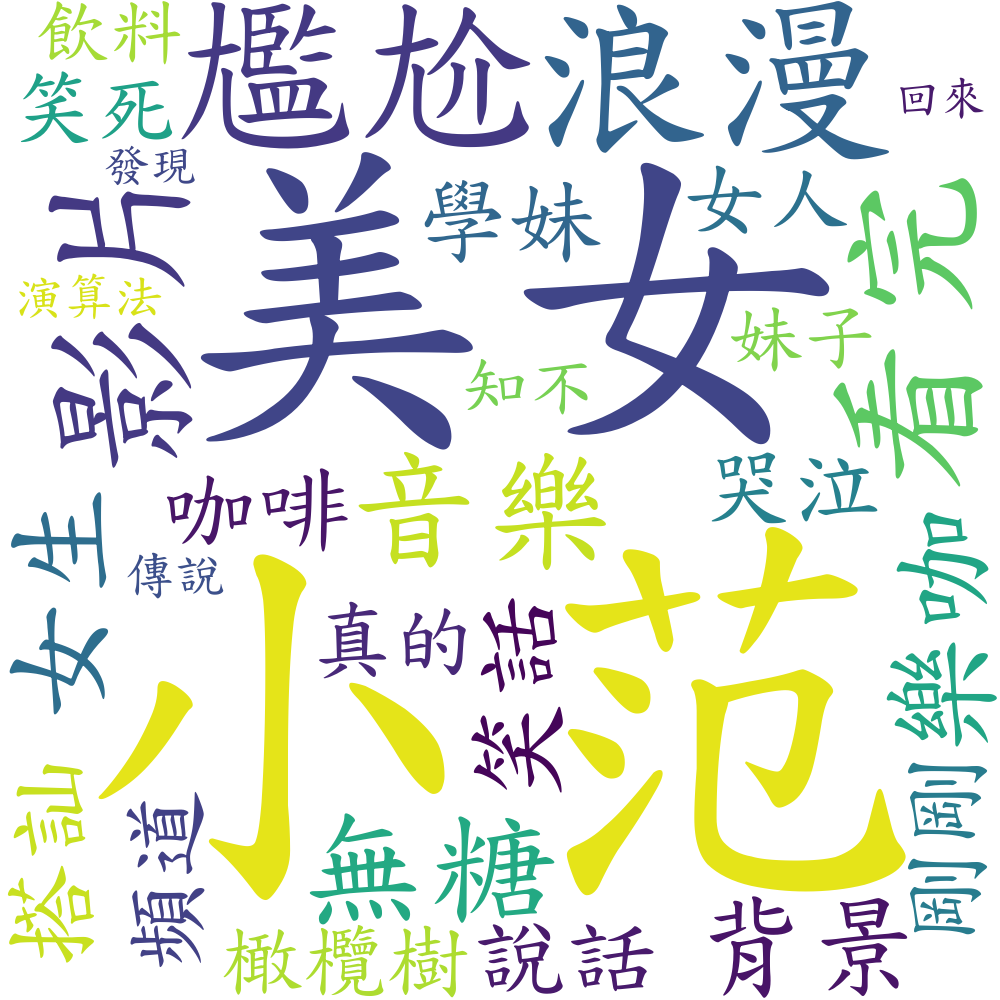 飲料
尷尬
浪漫
笑死
回來
發現
學妹
女人
影片
美女
看完
演算法
妹子
知不
咖啡
音樂
哭泣
女生
傳說
小范
真的
笑話
樂咖
搭訕
頻道
無糖
剛剛
橄欖樹
說話
背景